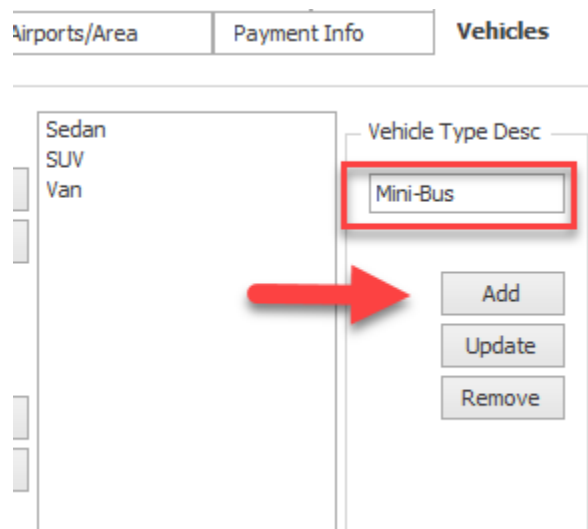 Airports/Area
Payment Info
Vehicles
Sedan
SUV
Van
Vehicle Type Desc
Mini-Bus
Add
Update
Remove